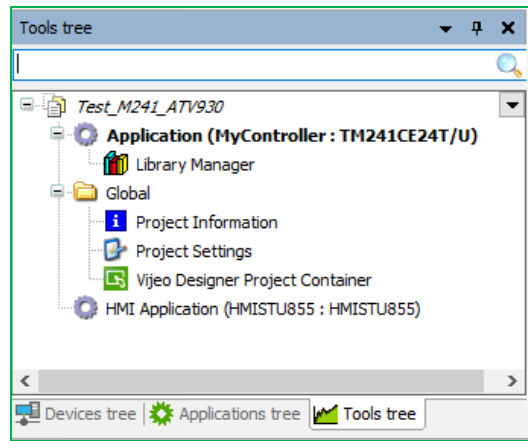 Tools tree
Test_M241_ATV930
Application (MyController : TM241CE24T/U)
Library Manager
Global
Project Information
Project Settings
Vijeo Designer Project Container
HMI Application (HMISTU855 : HMISTU855)
Devices tree Applications tree Tools tree